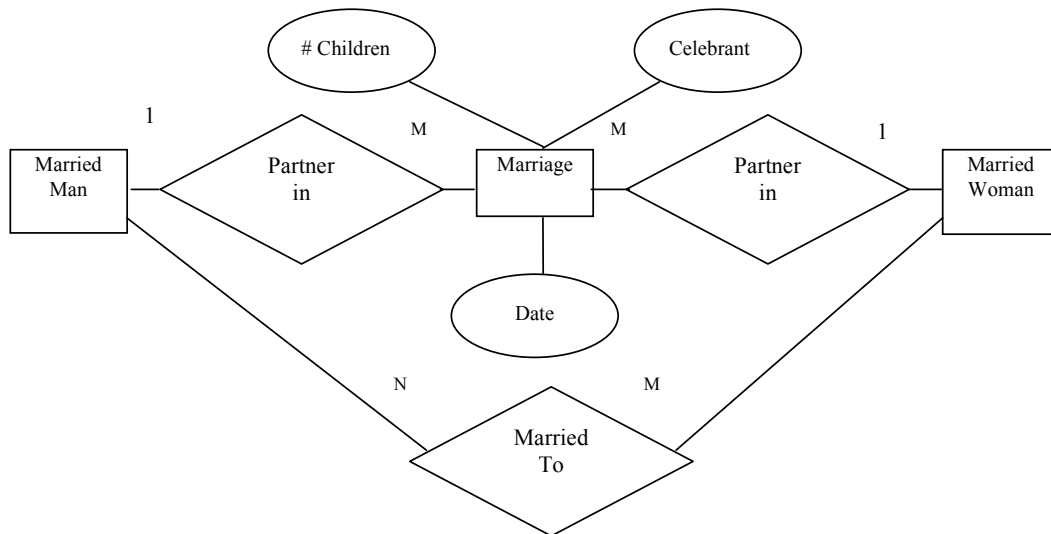 # Children
Celebrant
1
M
M
1
Married
Man
Partner
in
Marriage
Partner
in
Married
Woman
Date
N
M
Married
To